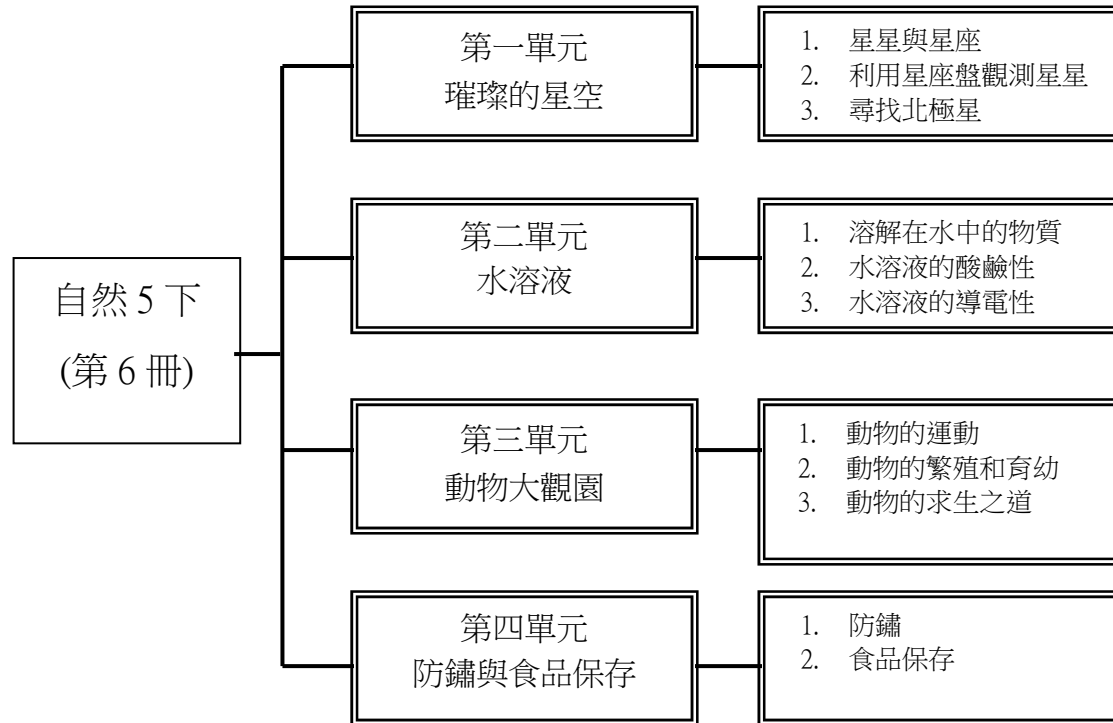 自然 5 下
(第 6 冊)
第一單元
璀璨的星空
1. 星星與星座
2. 利用星座盤觀測星星
3. 尋找北極星
第二單元
水溶液
1. 溶解在水中的物質
2. 水溶液的酸鹼性
3. 水溶液的導電性
第三單元
動物大觀園
1. 動物的運動
2. 動物的繁殖和育幼
3. 動物的求生之道
第四單元
防鏽與食品保存
1. 防鏽
2. 食品保存